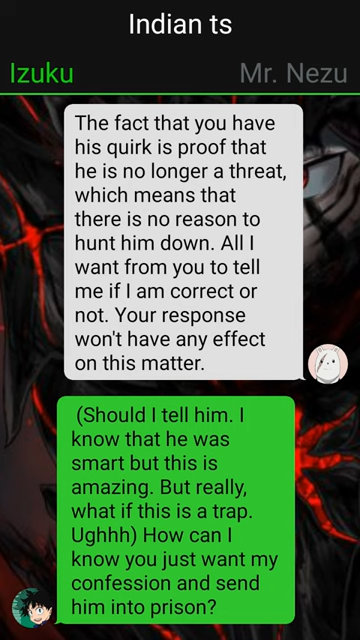 Indian ts
Izuku
Mr. Nezu
The fact that you have
his quirk is proof that
he is no longer a threat,
which means that
there is no reason to
hunt him down. All I
want from you to tell
me if I am correct or
not. Your response
won't have any effect
on this matter.
(Should I tell him. I
know that he was
smart but this is
amazing. But really,
what if this is a trap.
Ughhh) How can I
know you just want my
confession and send
him into prison?